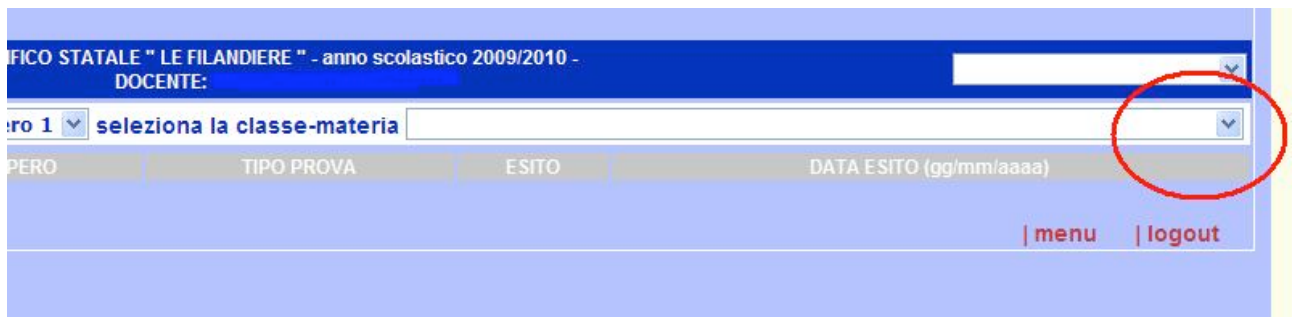 IFICO STATALE " LE FILANDIERE " - anno scolastico 2009/2010 -
DOCENTE:
ero 1 seleziona la classe-materia
PERO TIPO PROVA ESITO DATA ESITO (gg/mm/aaaa)
| menu | logout